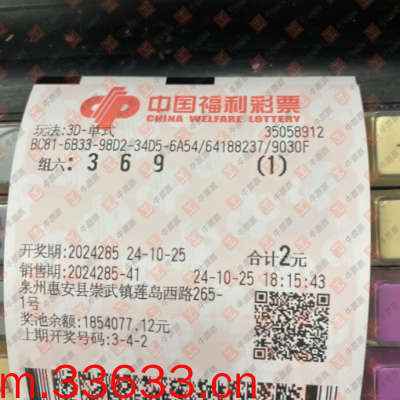 中国福利彩票
CHINA WELFARE LOTTERY
玩法:3D-单式 35058912
BC81-6B33-98D2-34D5-6A54/64188237/9030F
组六: 3 6 9 (1)
开奖期:2024285 24-10-25 合计2元
销售期:2024285-41 24-10-25 18:15:43
泉州惠安县崇武镇莲岛西路265-
1号
奖池余额:1854077.12元
上期开奖号码:3-4-2
m.33633.cn